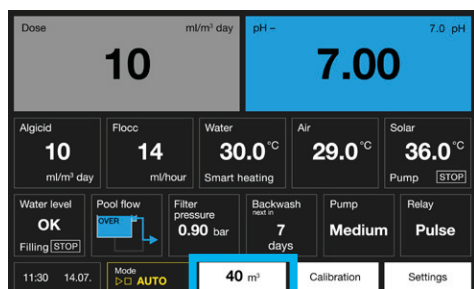 Dose ml/m³ day
10
pH – 7.0 pH
7.00
Algicid
10
ml/m³ day
Flocc
14
ml/hour
Water
30.0°C
Smart heating
Air
29.0°C
Solar
36.0°C
Pump STOP
Water level
OK
Filling STOP
Pool flow
OVER
Filter
pressure
0.90 bar
Backwash
next in
7
days
Pump
Medium
Relay
Pulse
11:30 14.07.
Mode
AUTO
40 m³
Calibration
Settings